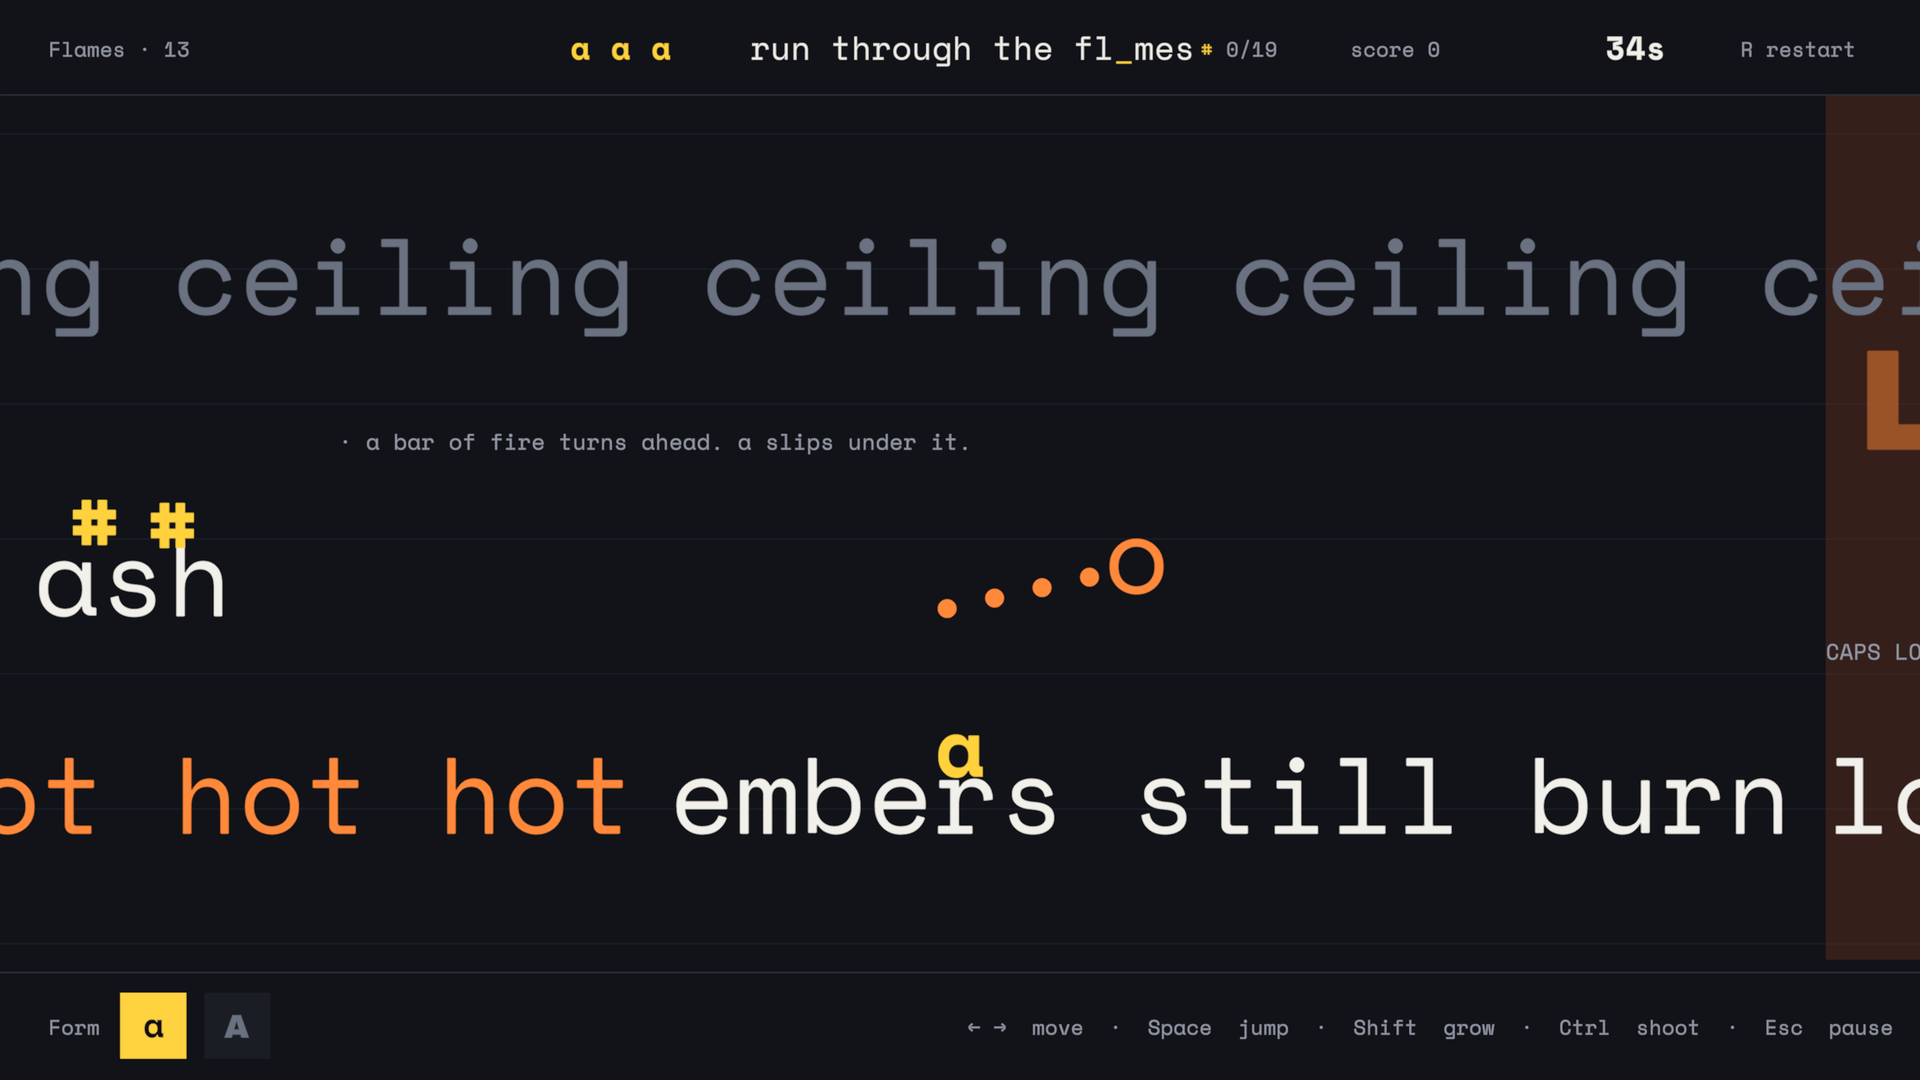 Flames · 13 a a a run through the fl_mes # 0/19 score 0 34s R restart
ng ceiling ceiling ceiling cei
L
· a bar of fire turns ahead. a slips under it.
# #
ash
CAPS LO
a
ot hot hot embers still burn lo
Form a A ← → move · Space jump · Shift grow · Ctrl shoot · Esc pause